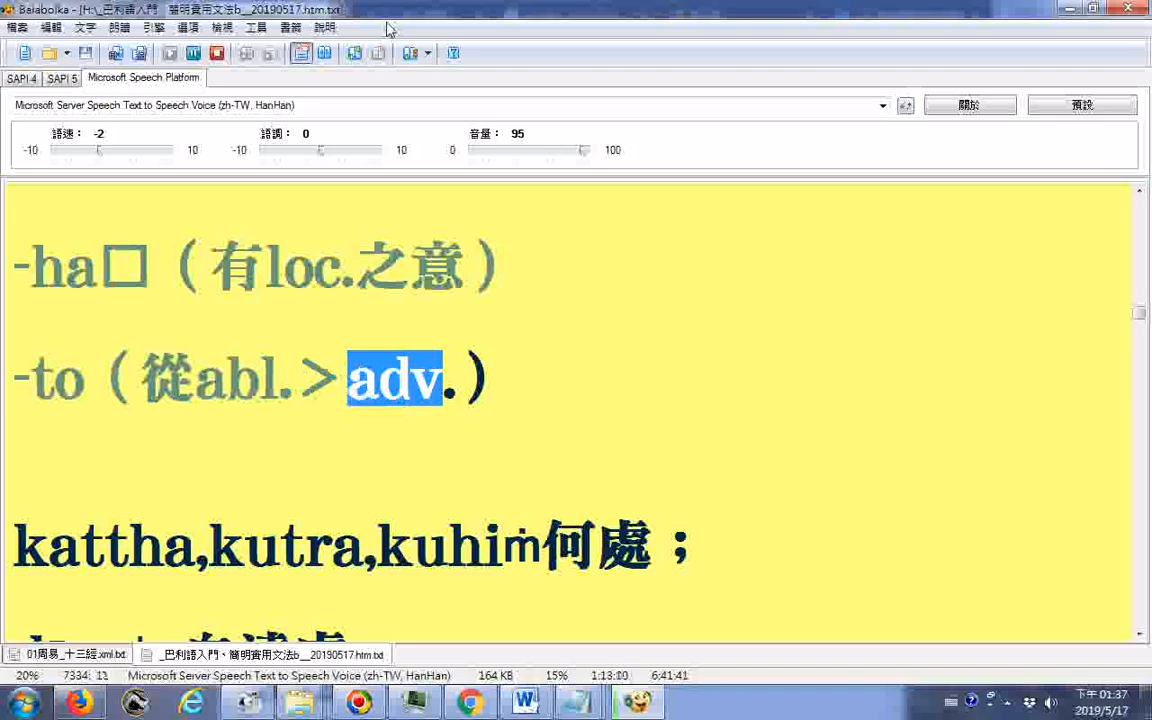 Balabolka - [H:\_巴利語入門、簡明實用文法b__20190517.htm.txt]
檔案 編輯 文字 朗讀 引擎 選項 檢視 工具 書籤 說明
SAPI 4 SAPI 5 Microsoft Speech Platform
Microsoft Server Speech Text to Speech Voice (zh-TW, HanHan) 關於 預設
語速： -2 語調： 0 音量： 95
-10 10 -10 10 0 100
-ha□（有loc.之意）
-to（從abl.＞adv.）
kattha,kutra,kuhiṁ何處；
01周易_十三經.xml.txt _巴利語入門、簡明實用文法b__20190517.htm.txt
20% 7334: 11 Microsoft Server Speech Text to Speech Voice (zh-TW, HanHan) 164 KB 15% 1:13:10 6:41:41
下午 01:37
2019/5/17